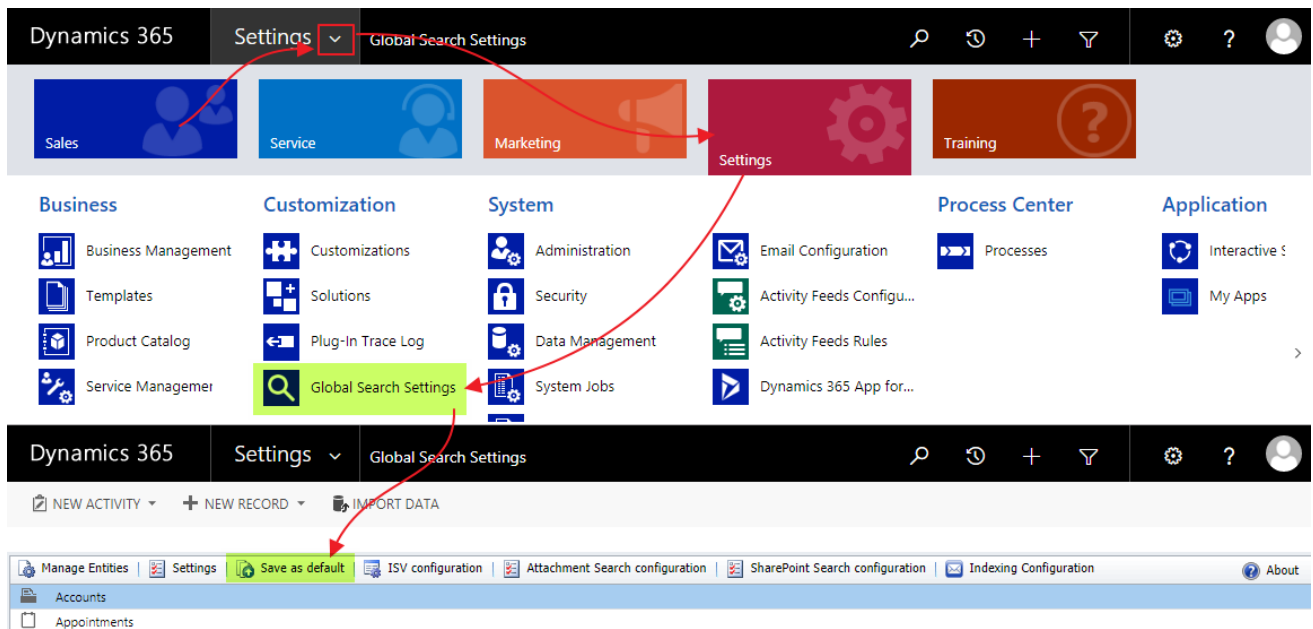 Dynamics 365 Settings Global Search Settings ?
Sales Service Marketing Settings Training
Business Customization System Process Center Application
Business Management Customizations Administration Email Configuration Processes Interactive S
Templates Solutions Security Activity Feeds Configu... My Apps
Product Catalog Plug-In Trace Log Data Management Activity Feeds Rules
Service Managemer Global Search Settings System Jobs Dynamics 365 App for...
Dynamics 365 Settings Global Search Settings ?
NEW ACTIVITY NEW RECORD IMPORT DATA
Manage Entities | Settings | Save as default | ISV configuration | Attachment Search configuration | SharePoint Search configuration | Indexing Configuration About
Accounts
Appointments